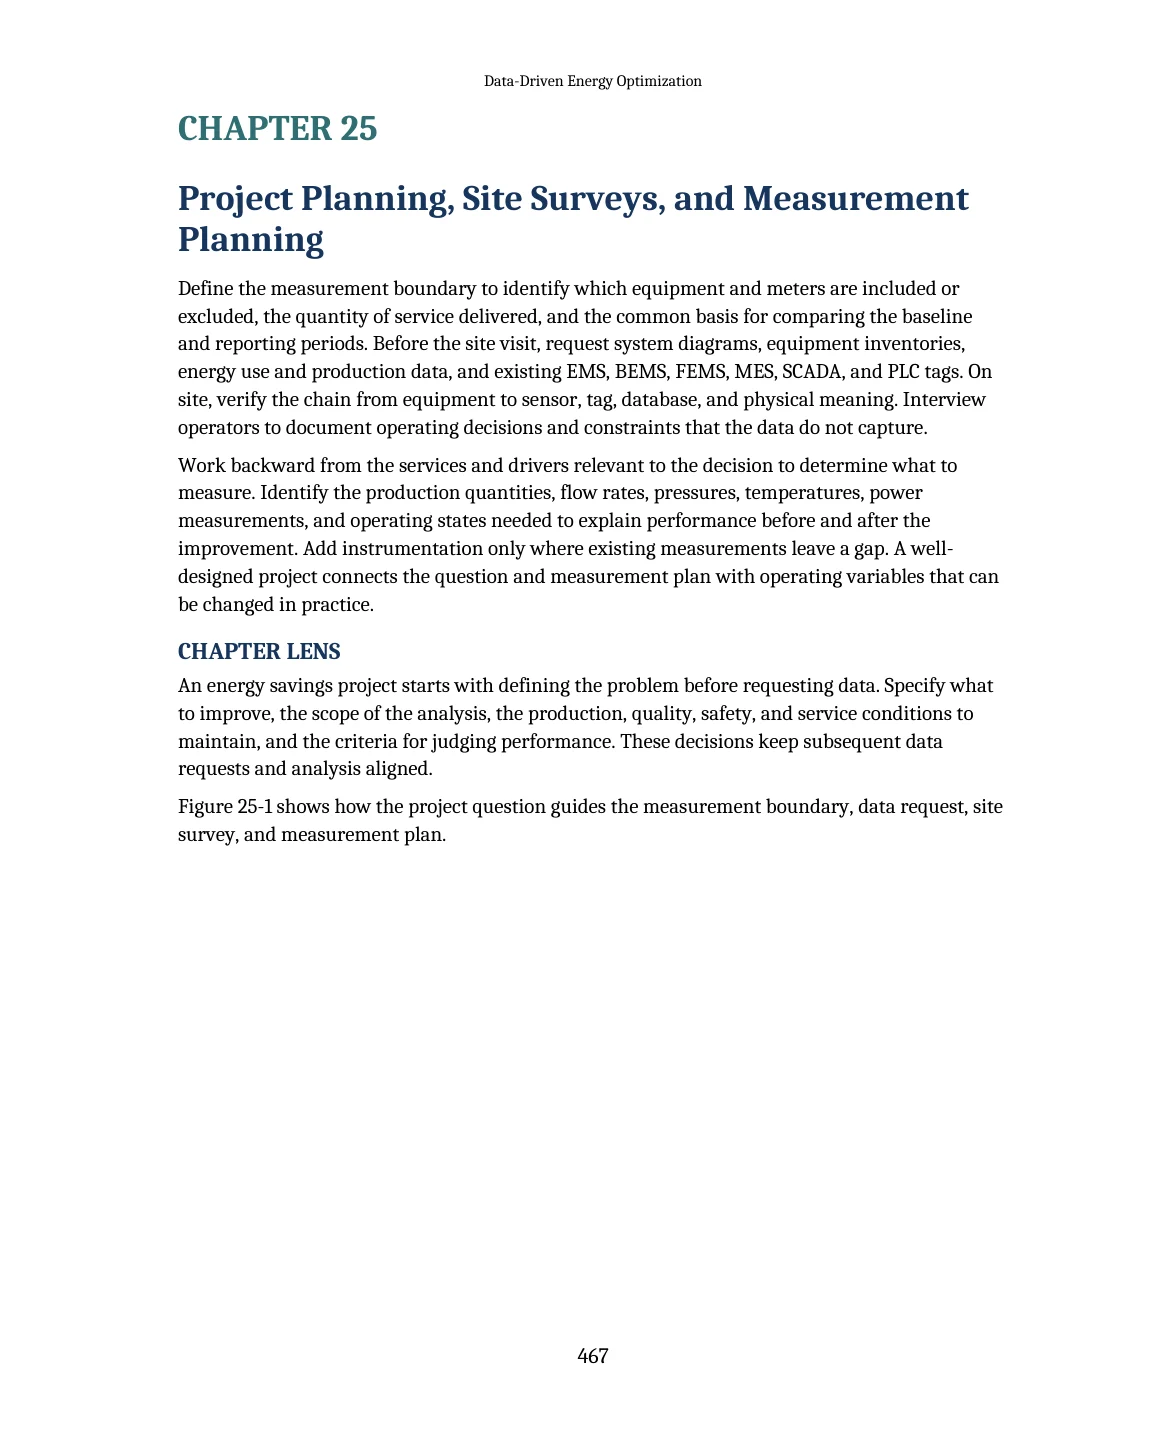 Data-Driven Energy Optimization
CHAPTER 25
Project Planning, Site Surveys, and Measurement
Planning
Define the measurement boundary to identify which equipment and meters are included or
excluded, the quantity of service delivered, and the common basis for comparing the baseline
and reporting periods. Before the site visit, request system diagrams, equipment inventories,
energy use and production data, and existing EMS, BEMS, FEMS, MES, SCADA, and PLC tags. On
site, verify the chain from equipment to sensor, tag, database, and physical meaning. Interview
operators to document operating decisions and constraints that the data do not capture.
Work backward from the services and drivers relevant to the decision to determine what to
measure. Identify the production quantities, flow rates, pressures, temperatures, power
measurements, and operating states needed to explain performance before and after the
improvement. Add instrumentation only where existing measurements leave a gap. A well-
designed project connects the question and measurement plan with operating variables that can
be changed in practice.
CHAPTER LENS
An energy savings project starts with defining the problem before requesting data. Specify what
to improve, the scope of the analysis, the production, quality, safety, and service conditions to
maintain, and the criteria for judging performance. These decisions keep subsequent data
requests and analysis aligned.
Figure 25-1 shows how the project question guides the measurement boundary, data request, site
survey, and measurement plan.
467